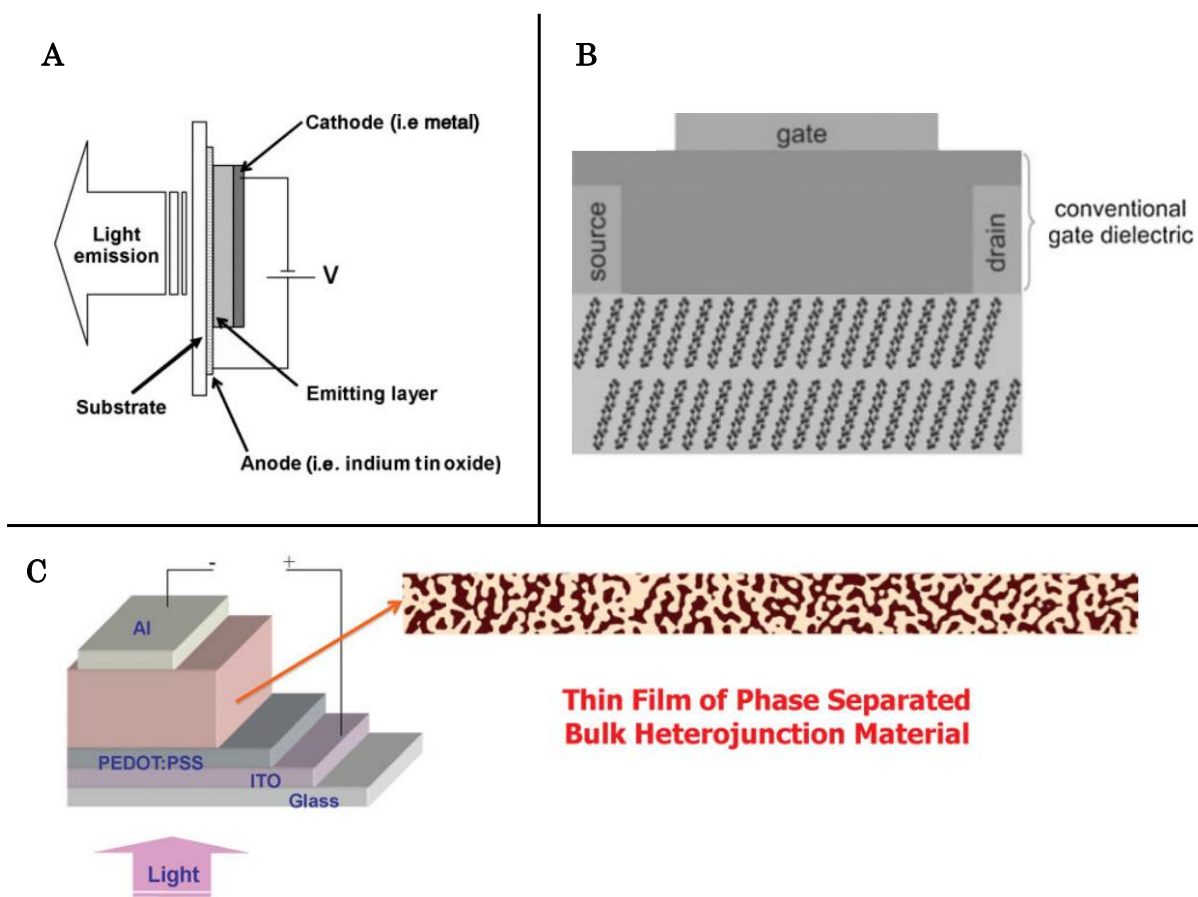 A
Cathode (i.e metal)
Light
emission
V
Substrate
Emitting layer
Anode (i.e. indium tin oxide)
B
gate
source
drain
conventional
gate dielectric
C
- +
Al
PEDOT:PSS
ITO
Glass
Light
Thin Film of Phase Separated
Bulk Heterojunction Material